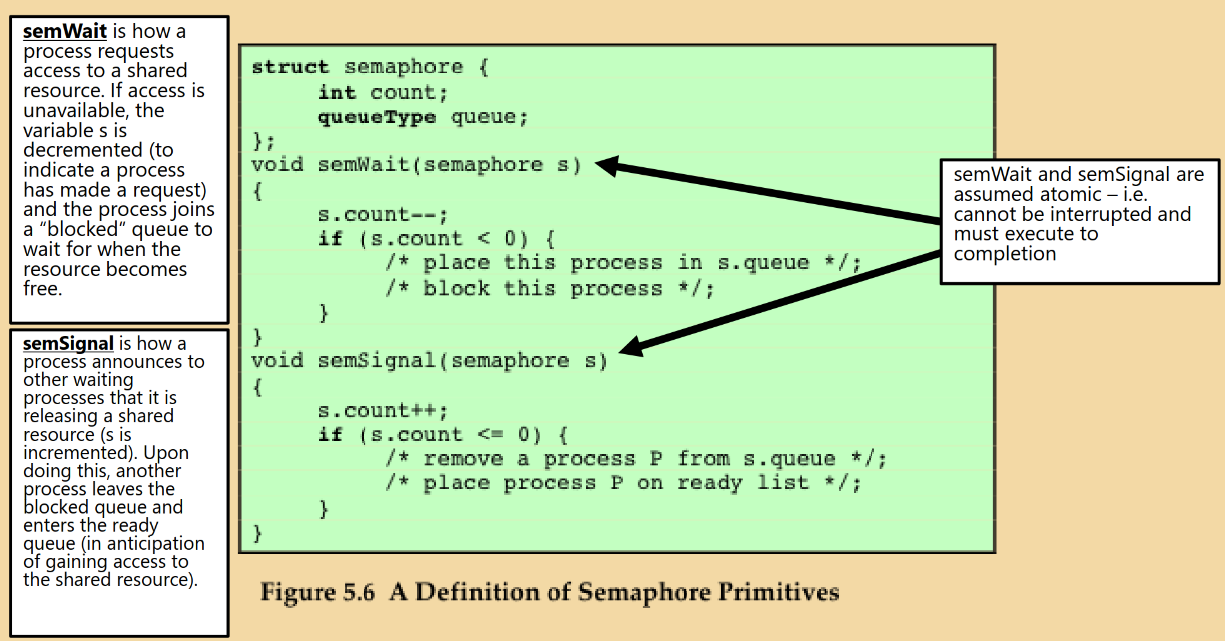 semWait is how a
process requests
access to a shared
resource. If access is
unavailable, the
variable s is
decremented (to
indicate a process
has made a request)
and the process joins
a “blocked” queue to
wait for when the
resource becomes
free.
semSignal is how a
process announces to
other waiting
processes that it is
releasing a shared
resource (s is
incremented). Upon
doing this, another
process leaves the
blocked queue and
enters the ready
queue (in anticipation
of gaining access to
the shared resource).
struct semaphore {
int count;
queueType queue;
};
void semWait(semaphore s)
{
s.count--;
if (s.count < 0) {
/* place this process in s.queue */;
/* block this process */;
}
}
void semSignal(semaphore s)
{
s.count++;
if (s.count <= 0) {
/* remove a process P from s.queue */;
/* place process P on ready list */;
}
}
semWait and semSignal are
assumed atomic – i.e.
cannot be interrupted and
must execute to
completion
Figure 5.6 A Definition of Semaphore Primitives